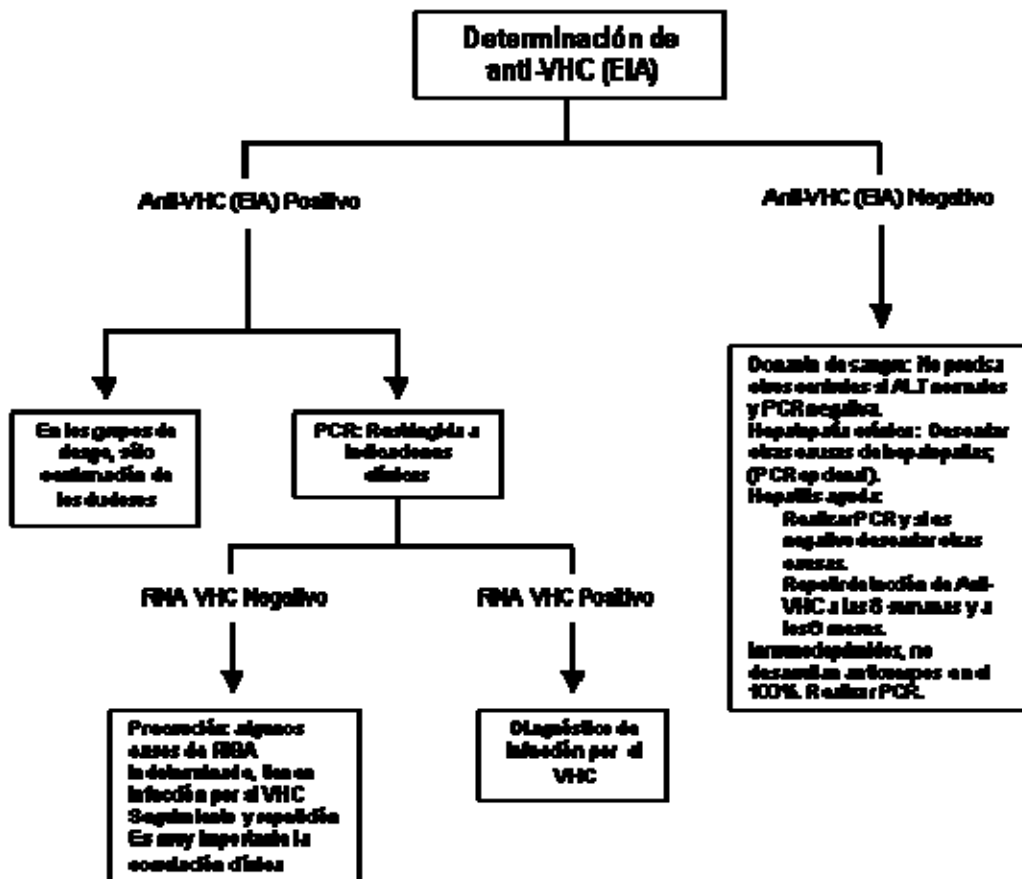 Determinación de
anti-VHC (EIA)
Anti-VHC (EIA) Positivo
Anti-VHC (EIA) Negativo
En los grupos de
riesgo, sólo
confirmación de
los dudosos
PCR: Restringida a
indicaciones
clínicas
Donante de sangre: No precisa
otros controles si ALT normales
y PCR negativa.
Hepatopatía crónica: Descartar
otras causas de hepatopatías;
(PCR opcional).
Hepatitis aguda:
Realizar PCR y si es
negativo descartar otras
causas.
Repetir detección de Anti-
VHC a las semanas y a
los meses.
Inmunodeprimidos, no
desarrollan anticuerpos en el
100%. Realizar PCR.
RNA VHC Negativo
RNA VHC Positivo
Precaución: algunos
casos de RIBA
indeterminado, tienen
infección por el VHC
Seguimiento y repetición
Es muy importante la
correlación clínica
Diagnóstico de
infección por el
VHC